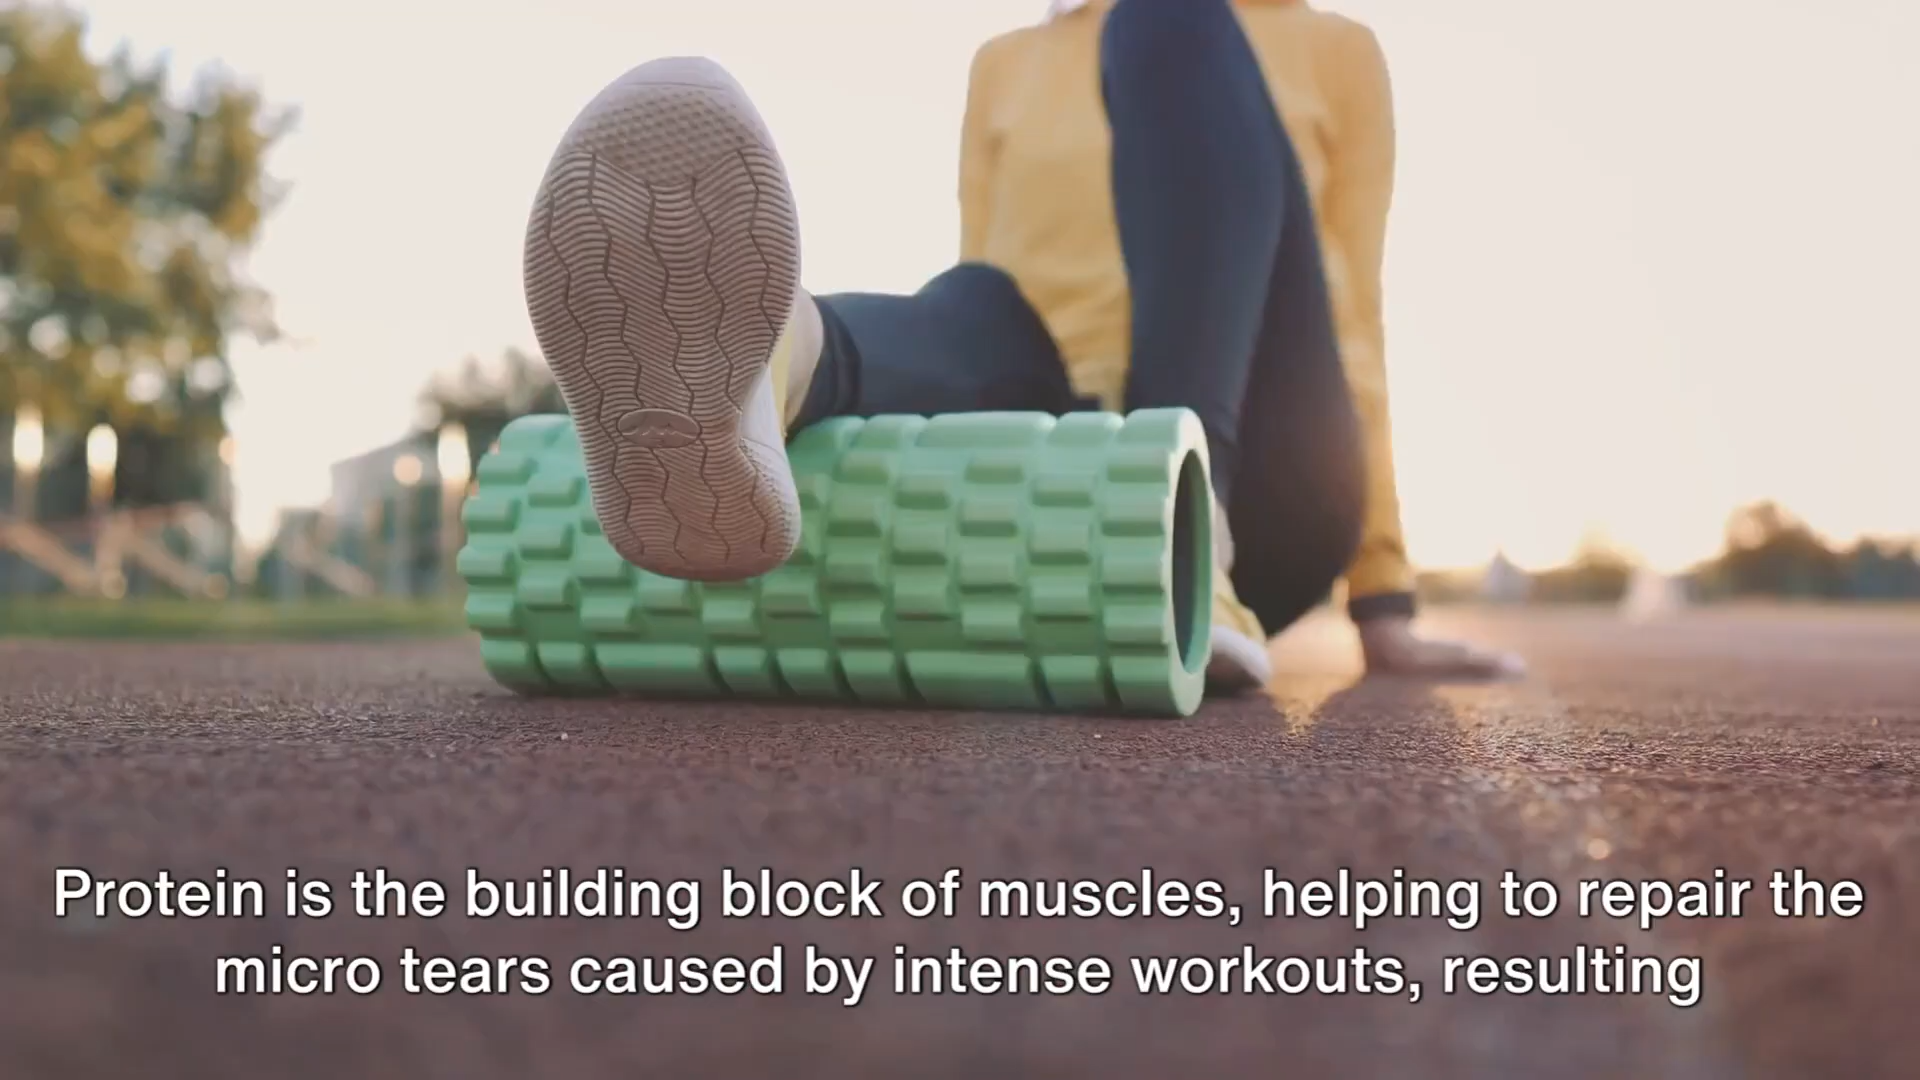 Protein is the building block of muscles, helping to repair the
micro tears caused by intense workouts, resulting